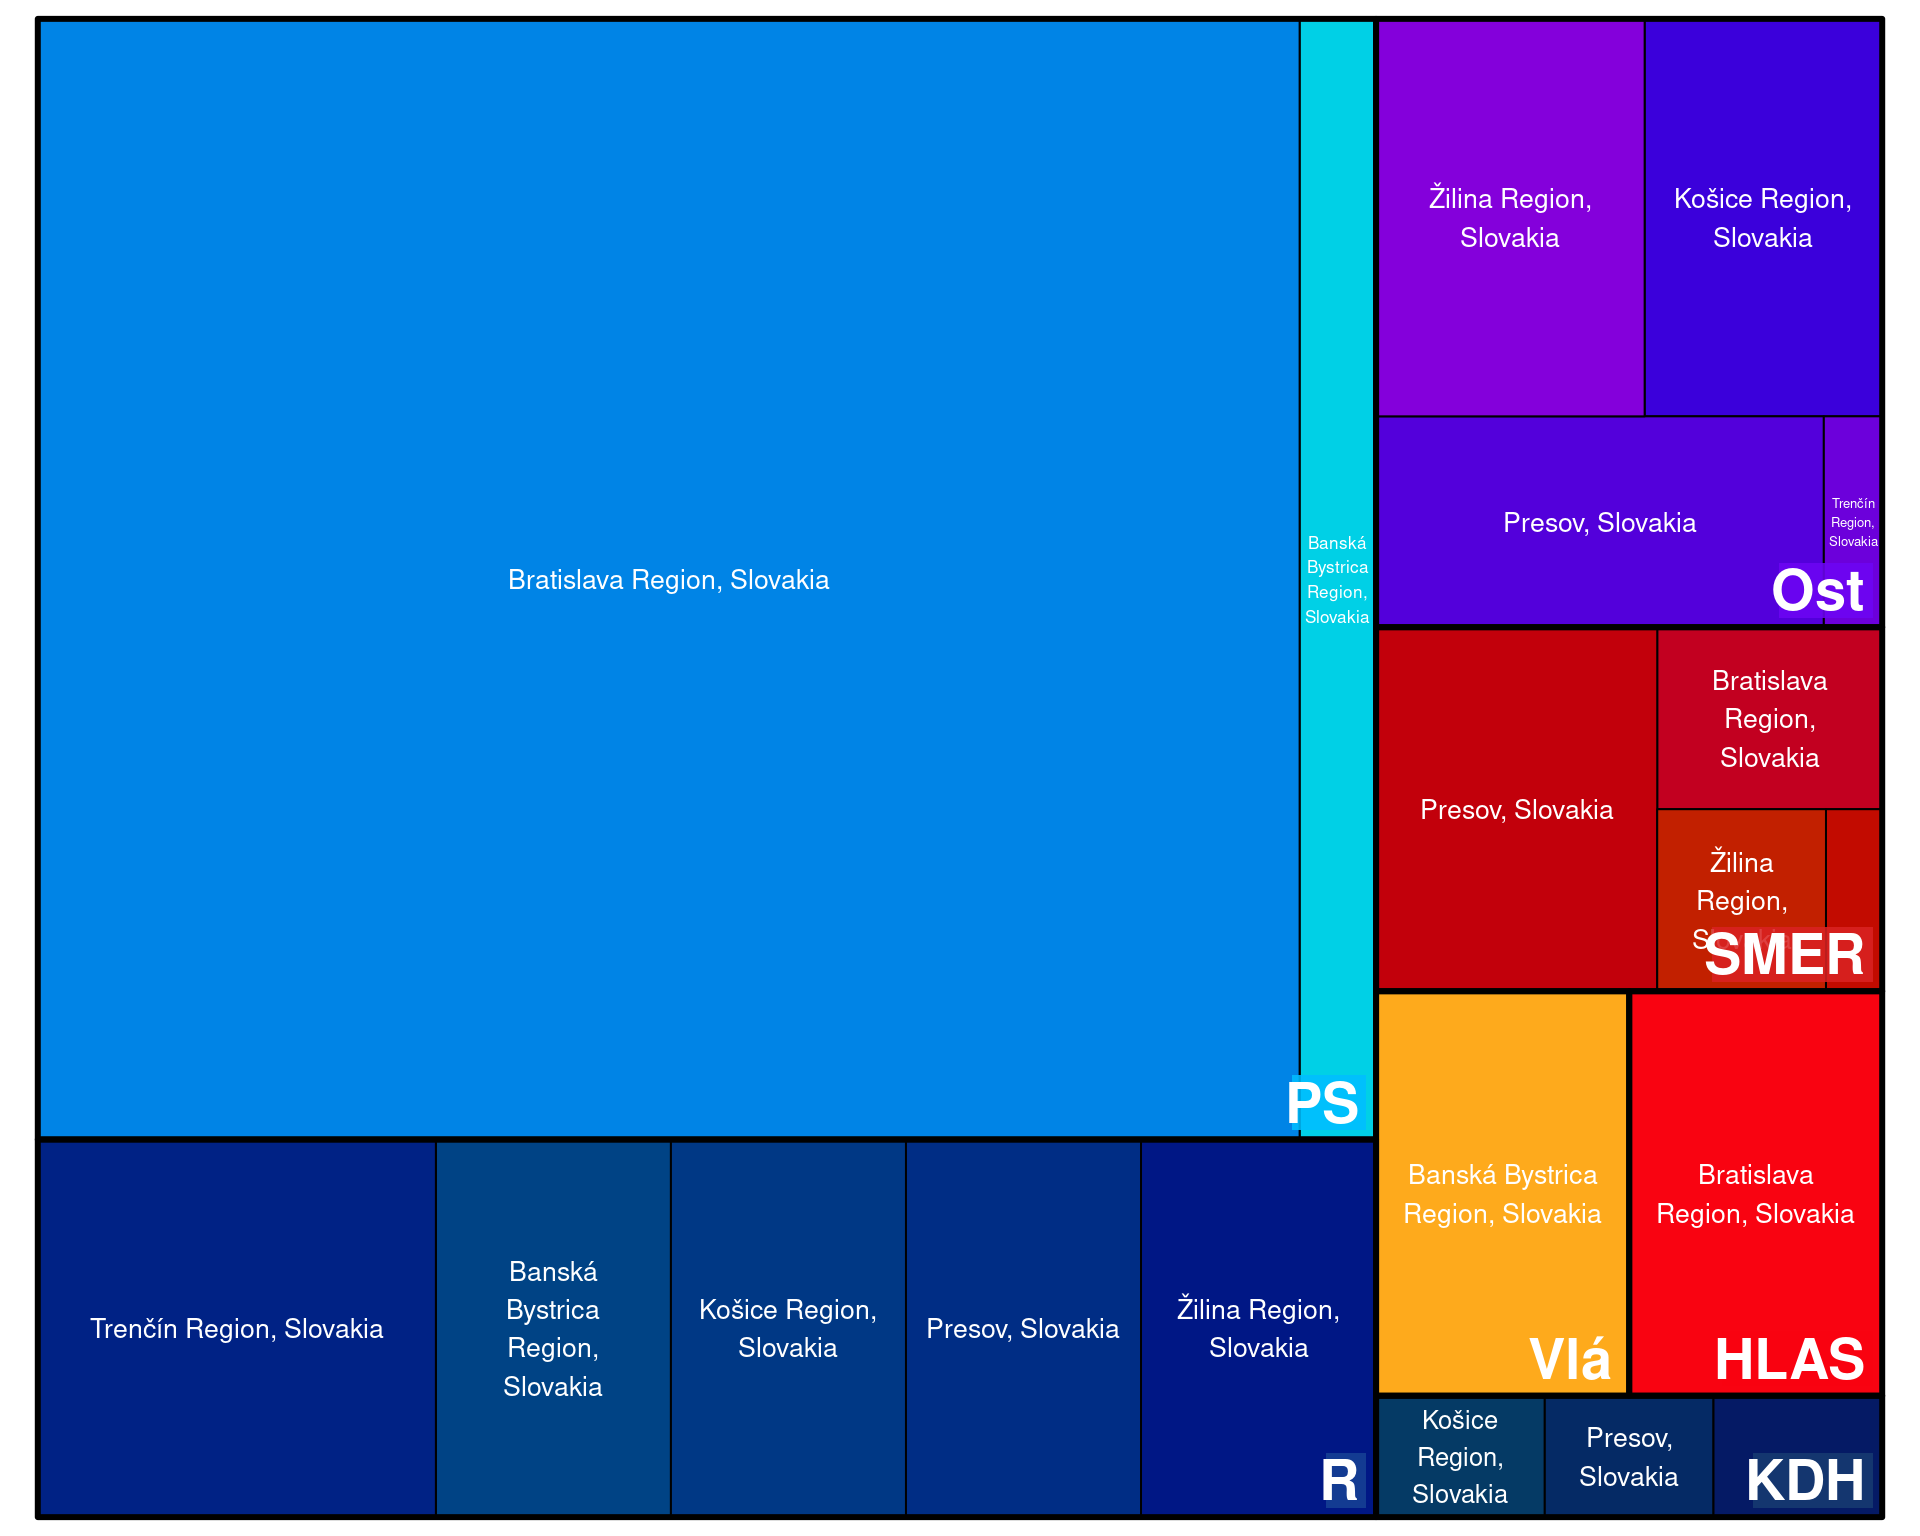 Bratislava Region, Slovakia
Banská
Bystrica
Region,
Slovakia
PS
Trenčín Region, Slovakia
Banská
Bystrica
Region,
Slovakia
Košice Region,
Slovakia
Presov, Slovakia
Žilina Region,
Slovakia
R
Žilina Region,
Slovakia
Košice Region,
Slovakia
Presov, Slovakia
Trenčín
Region,
Slovakia
Ost
Presov, Slovakia
Bratislava
Region,
Slovakia
Žilina
Region,
SMER
Banská Bystrica
Region, Slovakia
Vlá
Bratislava
Region, Slovakia
HLAS
Košice
Region,
Slovakia
Presov,
Slovakia
KDH